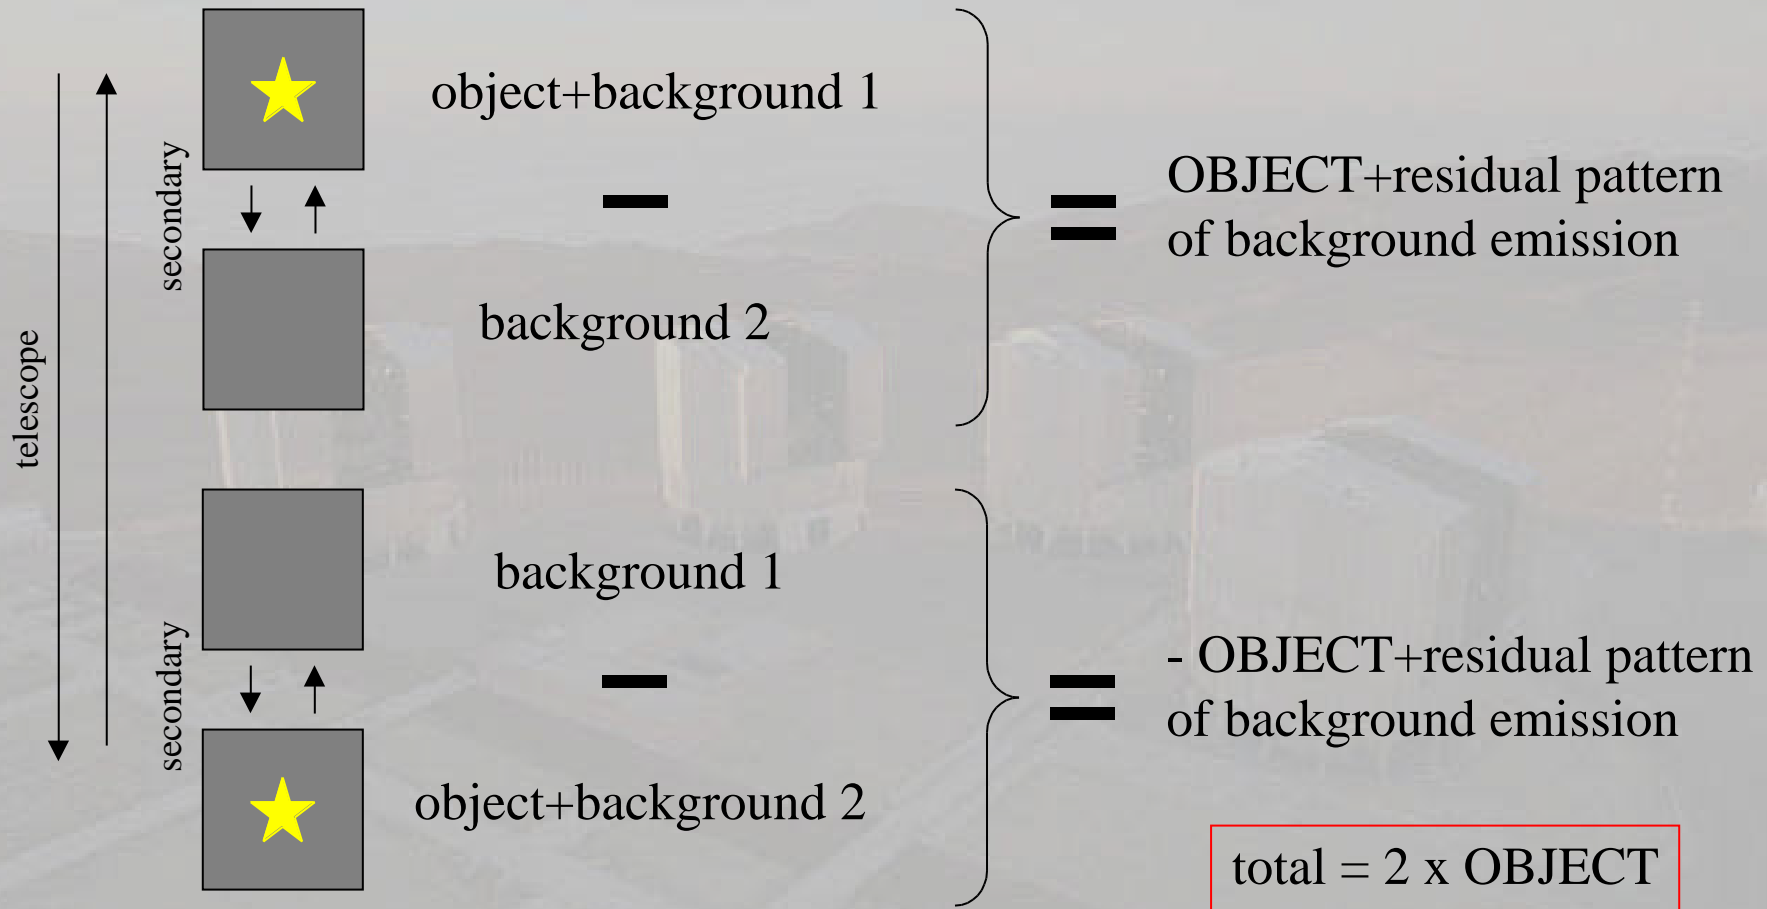 telescope
secondary
object+background 1
background 2
OBJECT+residual pattern
of background emission
secondary
background 1
object+background 2
- OBJECT+residual pattern
of background emission
total = 2 x OBJECT